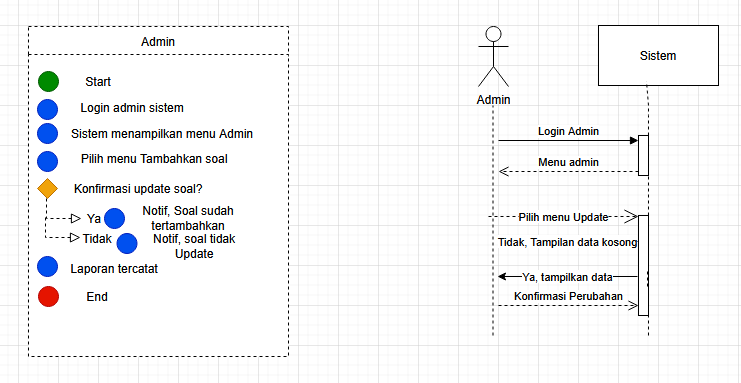 Admin
Start
Login admin sistem
Sistem menampilkan menu Admin
Pilih menu Tambahkan soal
Konfirmasi update soal?
Ya
Notif, Soal sudah
tertambahkan
Tidak
Notif, soal tidak
Update
Laporan tercatat
End
Sistem
Admin
Login Admin
Menu admin
Pilih menu Update
Tidak, Tampilan data kosong
Ya, tampilkan data
Konfirmasi Perubahan